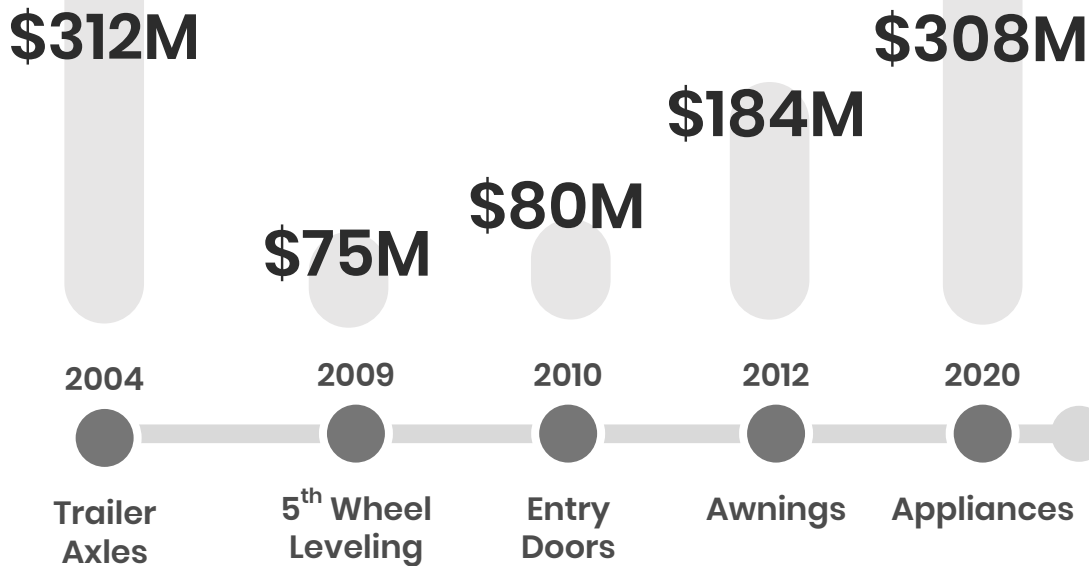 $312M
$308M
$184M
$80M
$75M
2004
2009
2010
2012
2020
Trailer
Axles
5th Wheel
Leveling
Entry
Doors
Awnings
Appliances